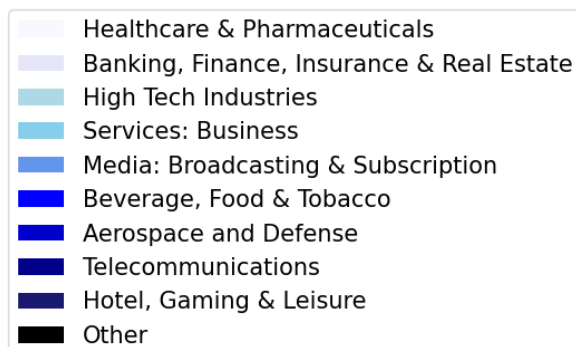 Healthcare & Pharmaceuticals
Banking, Finance, Insurance & Real Estate
High Tech Industries
Services: Business
Media: Broadcasting & Subscription
Beverage, Food & Tobacco
Aerospace and Defense
Telecommunications
Hotel, Gaming & Leisure
Other